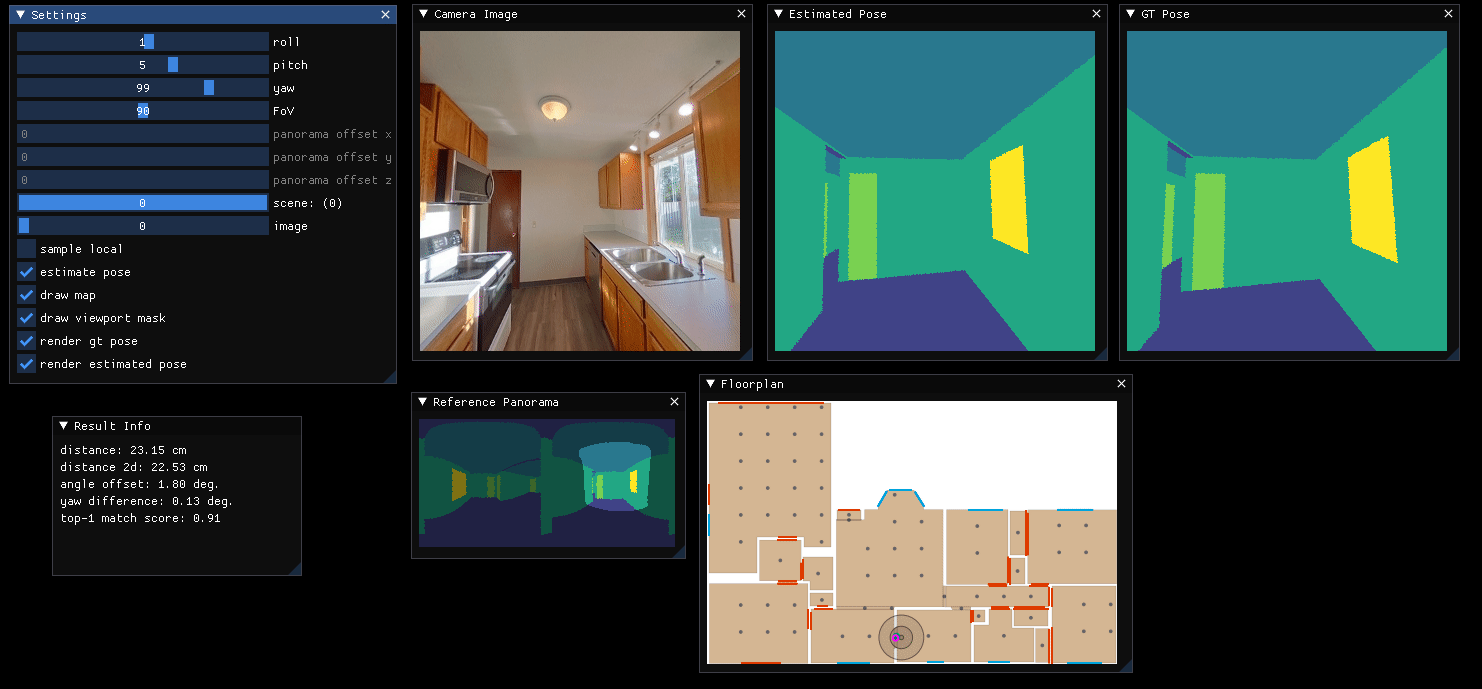 Settings
1 roll
5 pitch
99 yaw
90 FoV
0 panorama offset x
0 panorama offset y
0 panorama offset z
0 scene: (0)
0 image
sample local
estimate pose
draw map
draw viewport mask
render gt pose
render estimated pose
Camera Image
Estimated Pose
GT Pose
Result Info
distance: 23.15 cm
distance 2d: 22.53 cm
angle offset: 1.80 deg.
yaw difference: 0.13 deg.
top-1 match score: 0.91
Reference Panorama
Floorplan